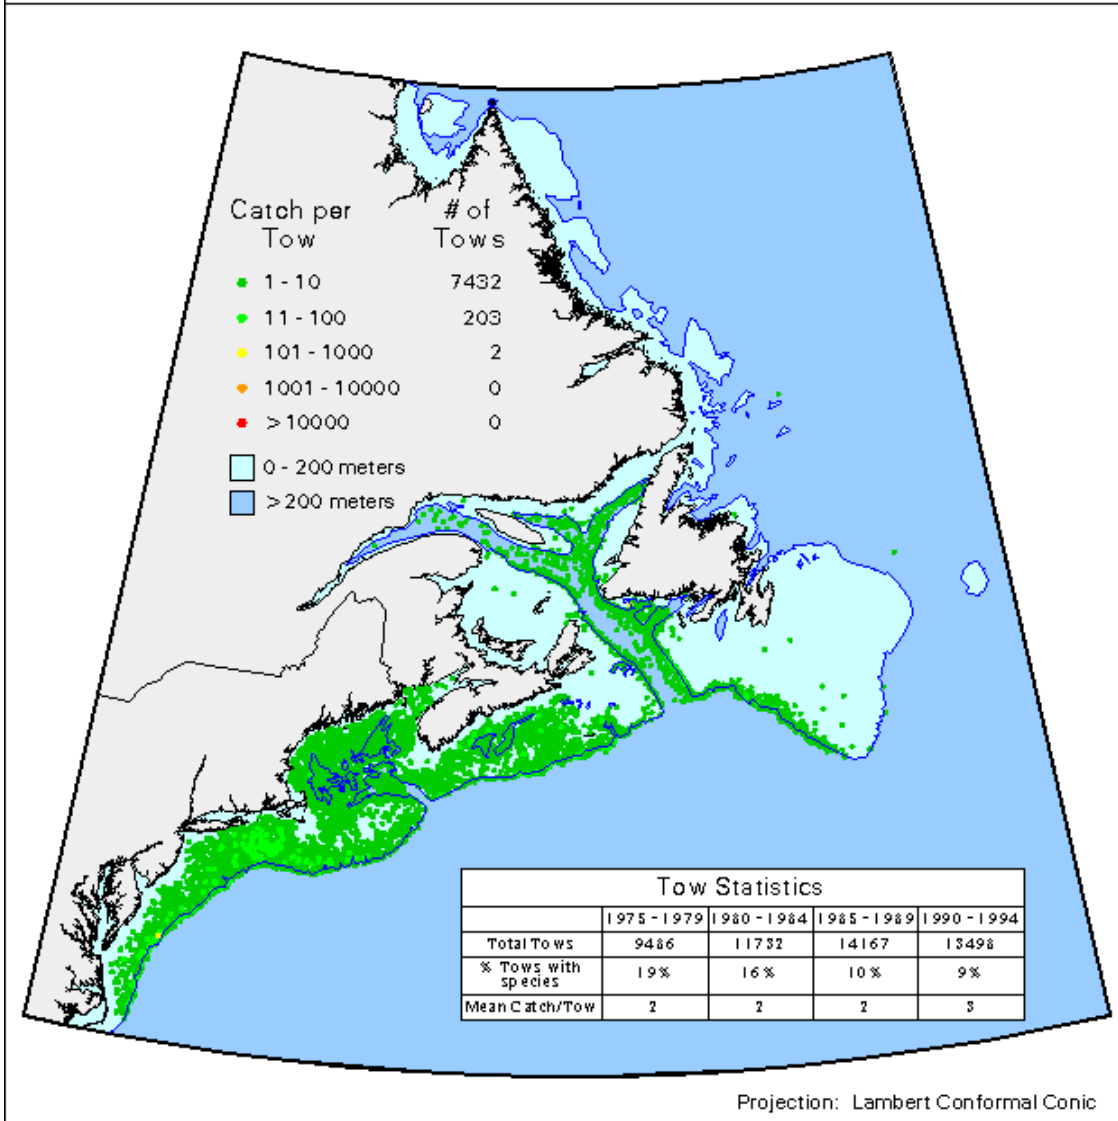 Catch per # of
Tow Tows
1 - 10 7432
11 - 100 203
101 - 1000 2
1001 - 10000 0
> 10000 0
0 - 200 meters
> 200 meters
Tow Statistics
1975 - 1979 1980 - 1984 1985 - 1989 1990 - 1994
Total Tows 9486 11732 14167 13498
% Tows with
species 19% 16% 10% 9%
Mean Catch/Tow 2 2 2 3
Projection: Lambert Conformal Conic